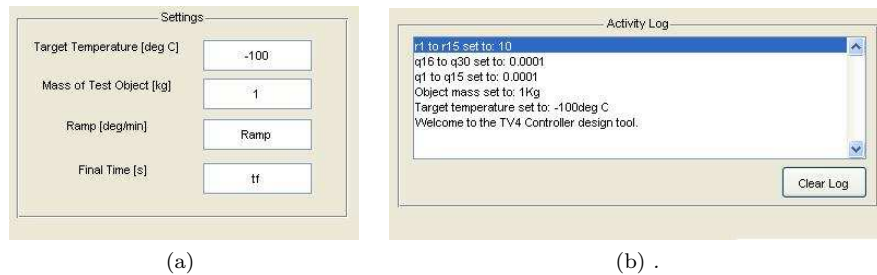 Settings
Target Temperature [deg C]
-100
Mass of Test Object [kg]
1
Ramp [deg/min]
Ramp
Final Time [s]
tf
(a)
Activity Log
r1 to r15 set to: 10
q16 to q30 set to: 0.0001
q1 to q15 set to: 0.0001
Object mass set to: 1Kg
Target temperature set to: -100deg C
Welcome to the TV4 Controller design tool.
Clear Log
(b) .